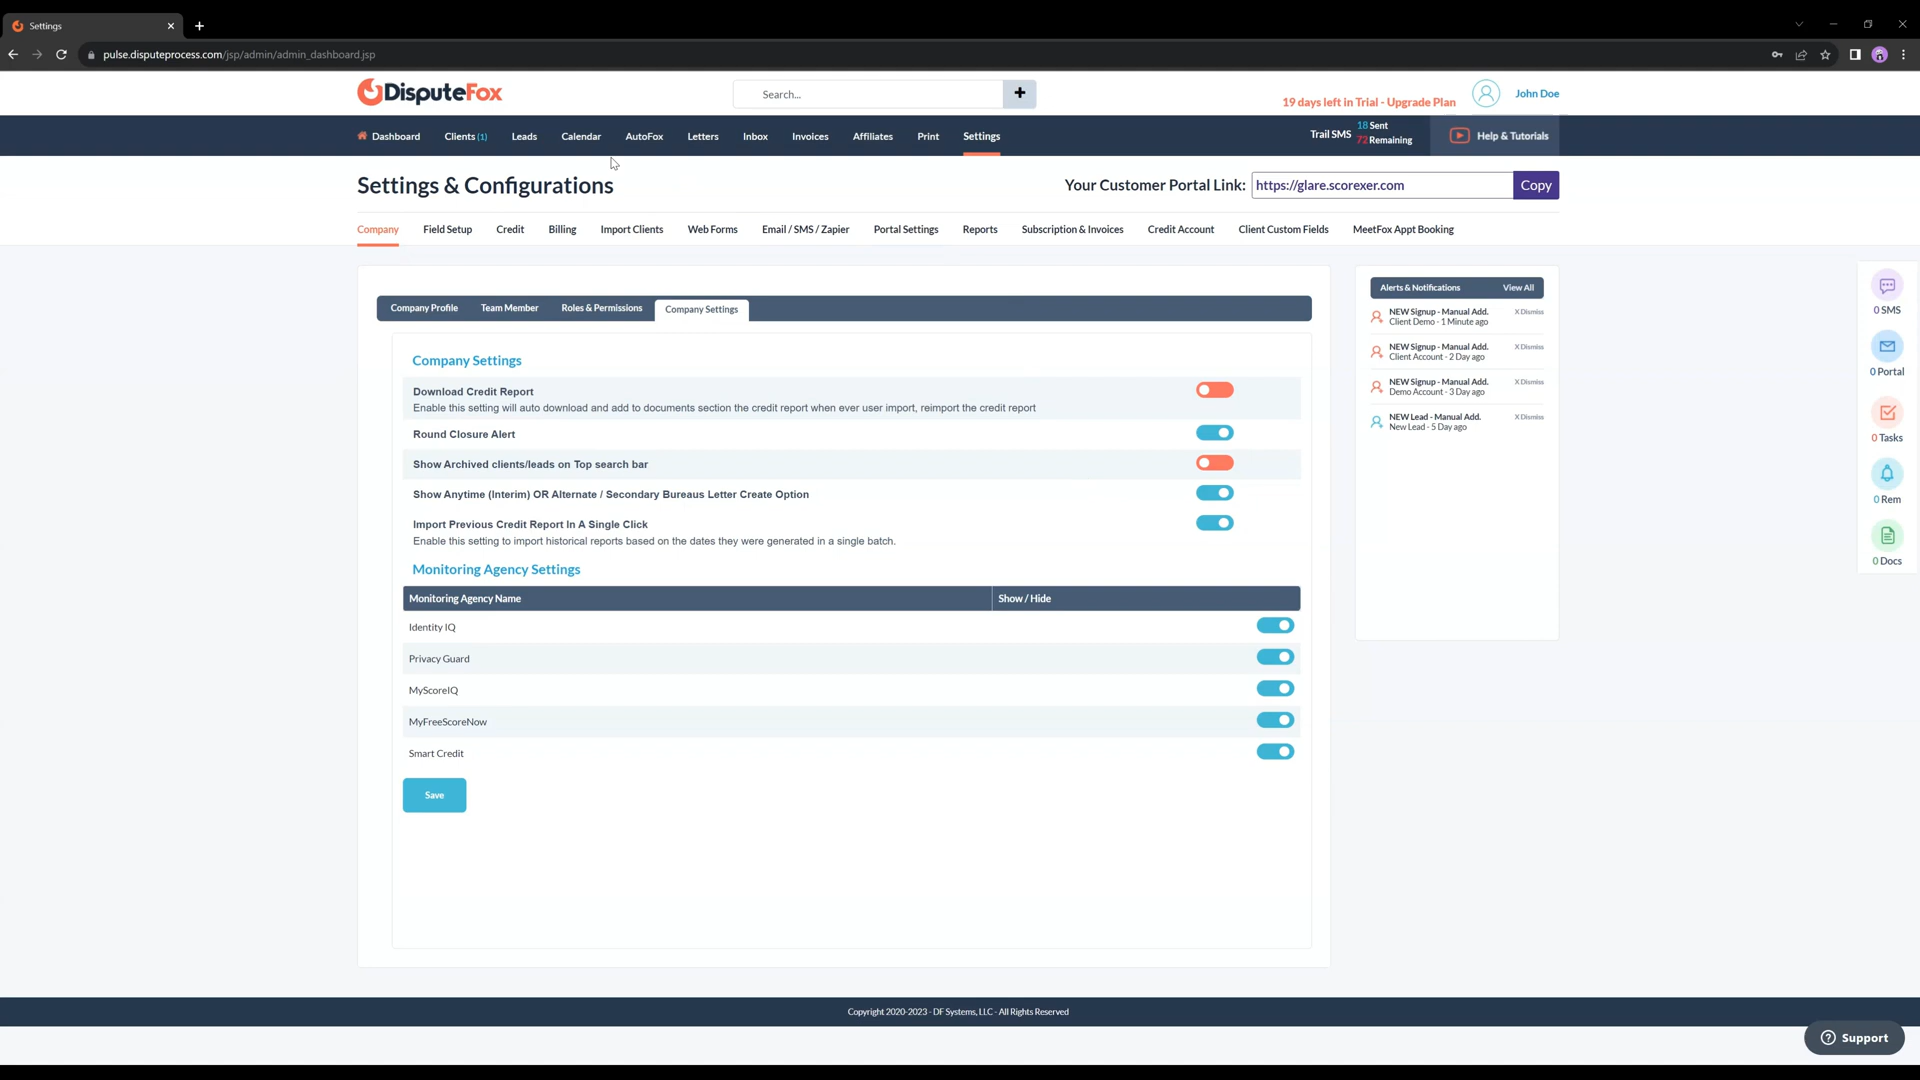 Settings
pulse.disputeprocess.com/jsp/admin/admin_dashboard.jsp
DisputeFox
Search...
19 days left in Trial - Upgrade Plan
John Doe
Dashboard
Clients (1)
Leads
Calendar
AutoFox
Letters
Inbox
Invoices
Affiliates
Print
Settings
Trail SMS
18 Sent
72 Remaining
Help & Tutorials
Settings & Configurations
Your Customer Portal Link:
https://glare.scorexer.com
Copy
Company
Field Setup
Credit
Billing
Import Clients
Web Forms
Email / SMS / Zapier
Portal Settings
Reports
Subscription & Invoices
Credit Account
Client Custom Fields
MeetFox Appt Booking
Company Profile
Team Member
Roles & Permissions
Company Settings
Company Settings
Download Credit Report
Enable this setting will auto download and add to documents section the credit report when ever user import, reimport the credit report
Round Closure Alert
Show Archived clients/leads on Top search bar
Show Anytime (Interim) OR Alternate / Secondary Bureaus Letter Create Option
Import Previous Credit Report In A Single Click
Enable this setting to import historical reports based on the dates they were generated in a single batch.
Monitoring Agency Settings
Monitoring Agency Name
Show / Hide
Identity IQ
Privacy Guard
MyScoreIQ
MyFreeScoreNow
Smart Credit
Save
Alerts & Notifications
View All
NEW Signup - Manual Add.
X Dismiss
Client Demo - 1 Minute ago
NEW Signup - Manual Add.
X Dismiss
Client Account - 2 Day ago
NEW Signup - Manual Add.
X Dismiss
Demo Account - 3 Day ago
NEW Lead - Manual Add.
X Dismiss
New Lead - 5 Day ago
0 SMS
0 Portal
0 Tasks
0 Rem
0 Docs
Copyright 2020-2023 - DF Systems, LLC - All Rights Reserved
Support